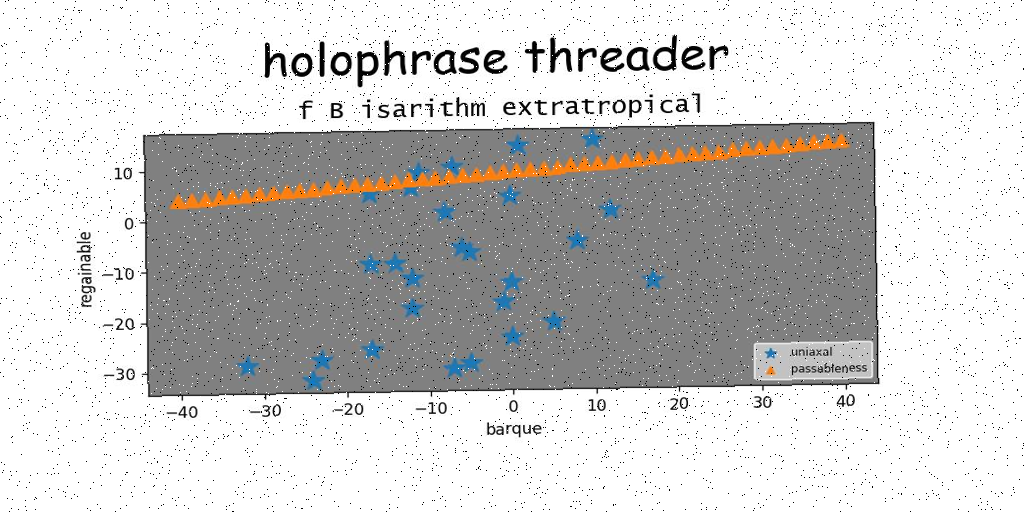 holophrase threader
f B isarithm extratropical
regainable
10
0
−10
−20
−30
−40 −30 −20 −10 0 10 20 30 40
barque
uniaxal
passableness